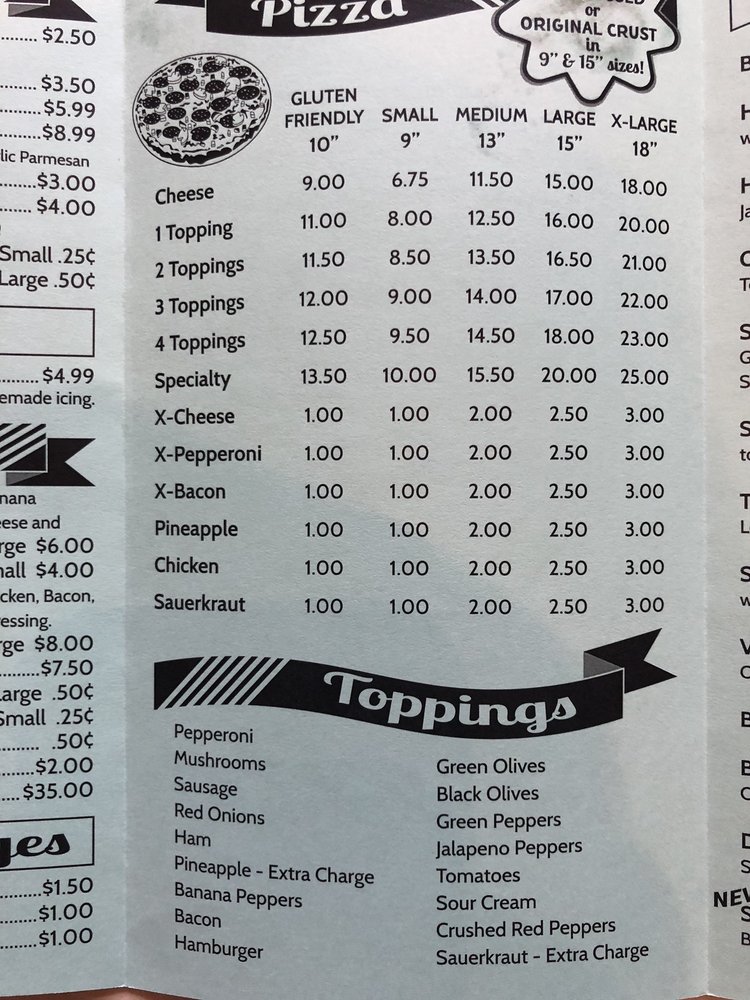 $2.50
$3.50
$5.99
$8.99
Parmesan
$3.00
$4.00
Small .25¢
Large .50¢
$4.99
icing.
$6.00
$4.00
Bacon,
$8.00
$7.50
.50¢
Small .25¢
.50¢
$2.00
$35.00
$1.50
$1.00
$1.00
Pizza
or
ORIGINAL CRUST
in
9" & 15" sizes!
GLUTEN
FRIENDLY SMALL MEDIUM LARGE X-LARGE
10" 9" 13" 15" 18"
Cheese 9.00 6.75 11.50 15.00 18.00
1 Topping 11.00 8.00 12.50 16.00 20.00
2 Toppings 11.50 8.50 13.50 16.50 21.00
3 Toppings 12.00 9.00 14.00 17.00 22.00
4 Toppings 12.50 9.50 14.50 18.00 23.00
Specialty 13.50 10.00 15.50 20.00 25.00
X-Cheese 1.00 1.00 2.00 2.50 3.00
X-Pepperoni 1.00 1.00 2.00 2.50 3.00
X-Bacon 1.00 1.00 2.00 2.50 3.00
Pineapple 1.00 1.00 2.00 2.50 3.00
Chicken 1.00 1.00 2.00 2.50 3.00
Sauerkraut 1.00 1.00 2.00 2.50 3.00
Toppings
Pepperoni
Mushrooms
Sausage
Red Onions
Ham
Pineapple - Extra Charge
Banana Peppers
Bacon
Hamburger
Green Olives
Black Olives
Green Peppers
Jalapeno Peppers
Tomatoes
Sour Cream
Crushed Red Peppers
Sauerkraut - Extra Charge